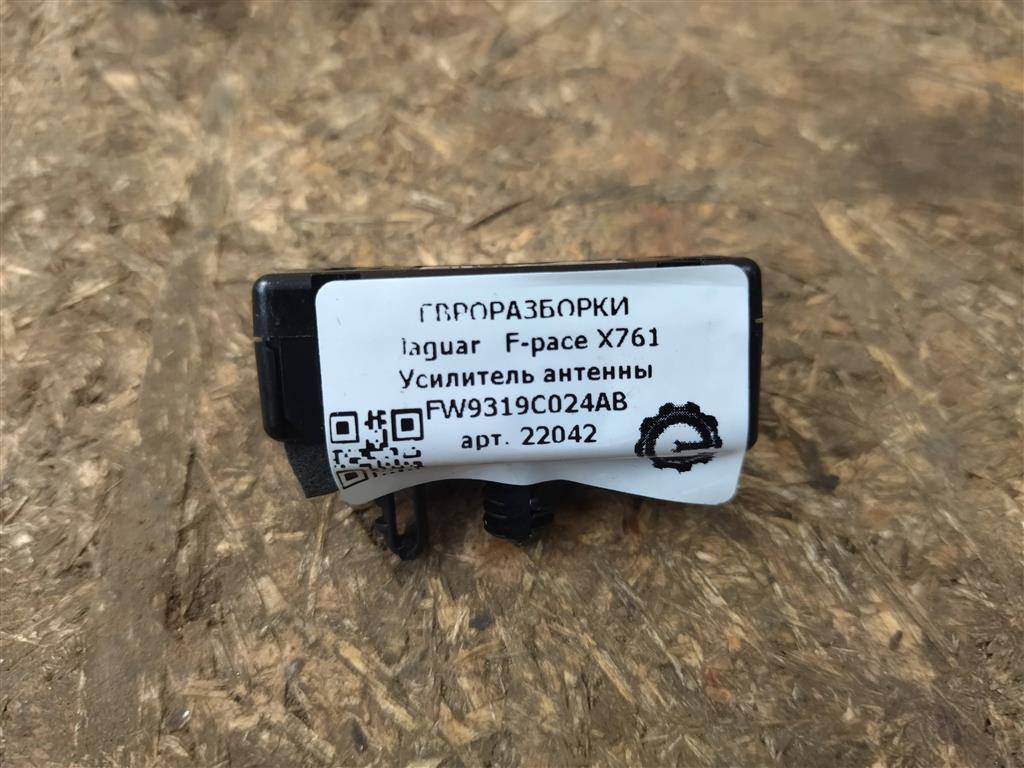 ЕВРОРАЗБОРКИ
Jaguar F-pace X761
Усилитель антенны
FW9319C024AB
арт. 22042